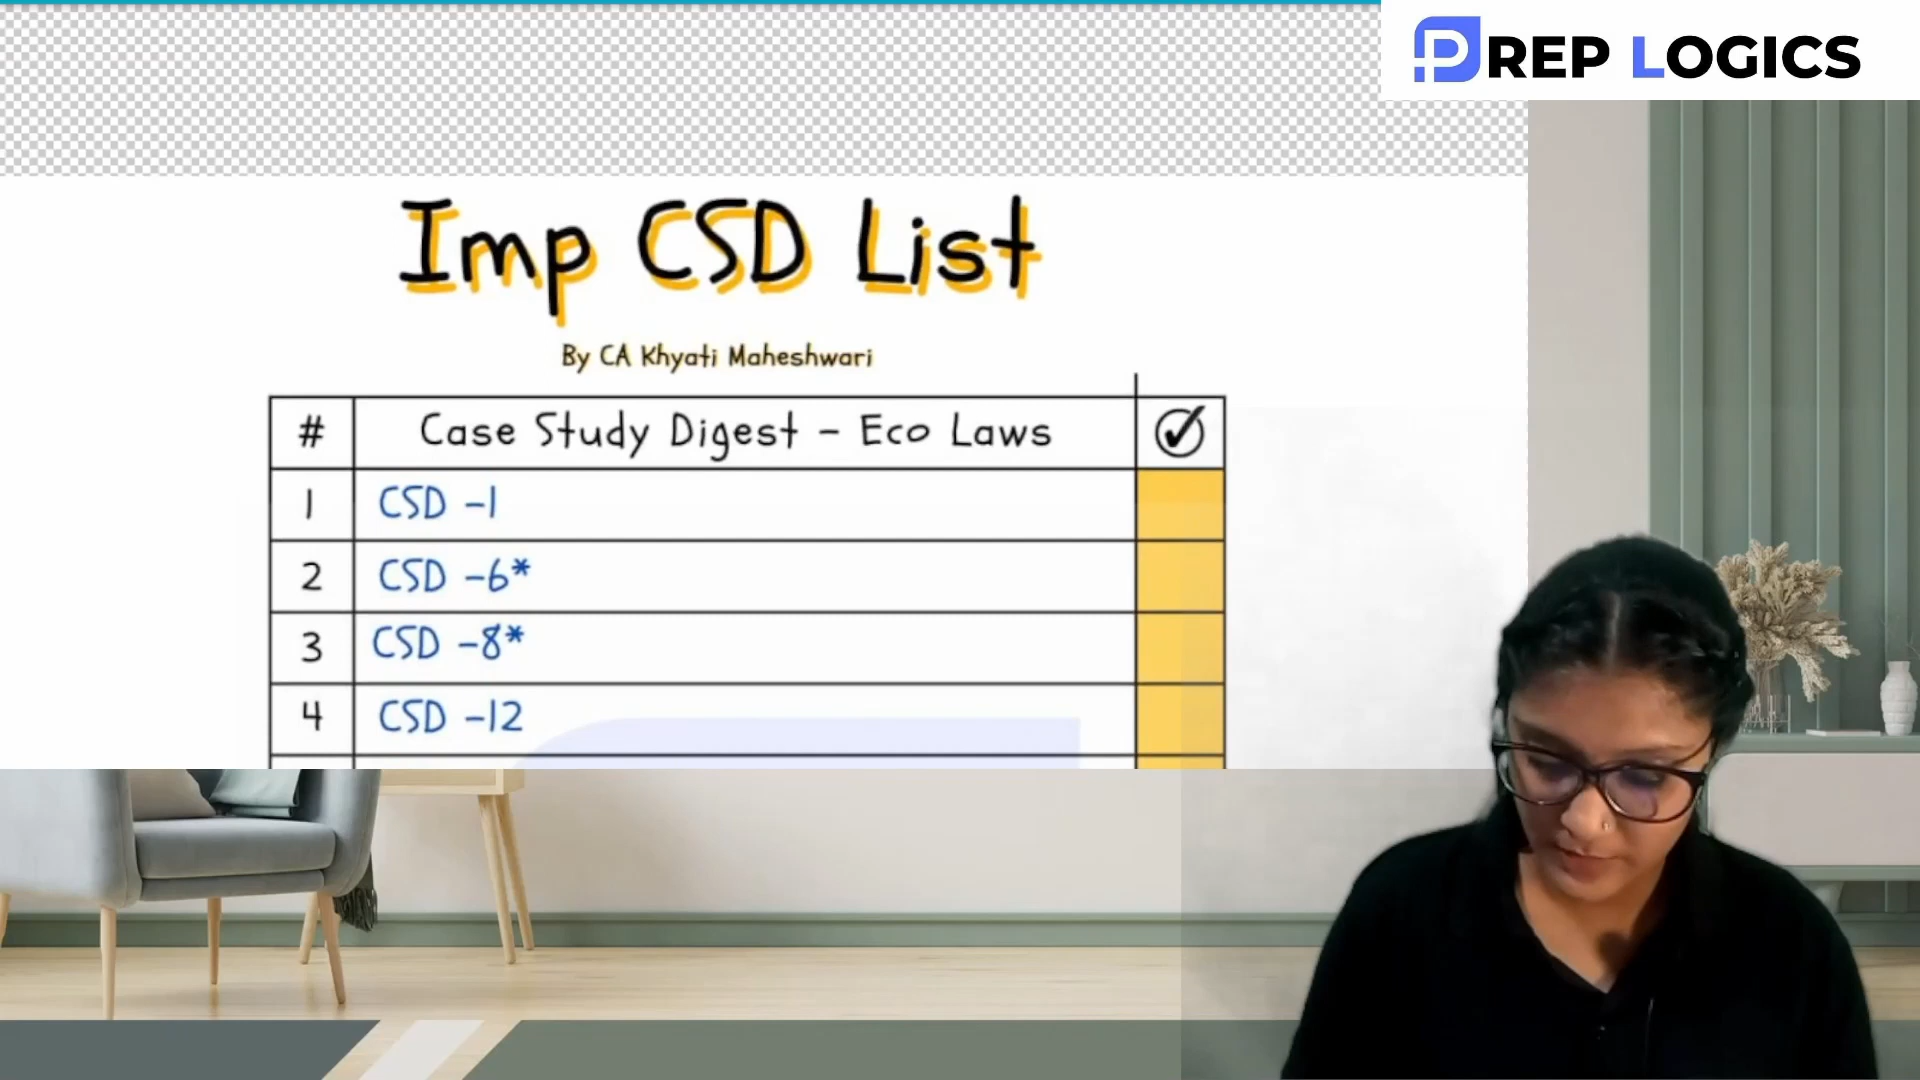 PREP LOGICS
Imp CSD List
By CA Khyati Maheshwari
# Case Study Digest - Eco Laws
1 CSD -1
2 CSD -6*
3 CSD -8*
4 CSD -12